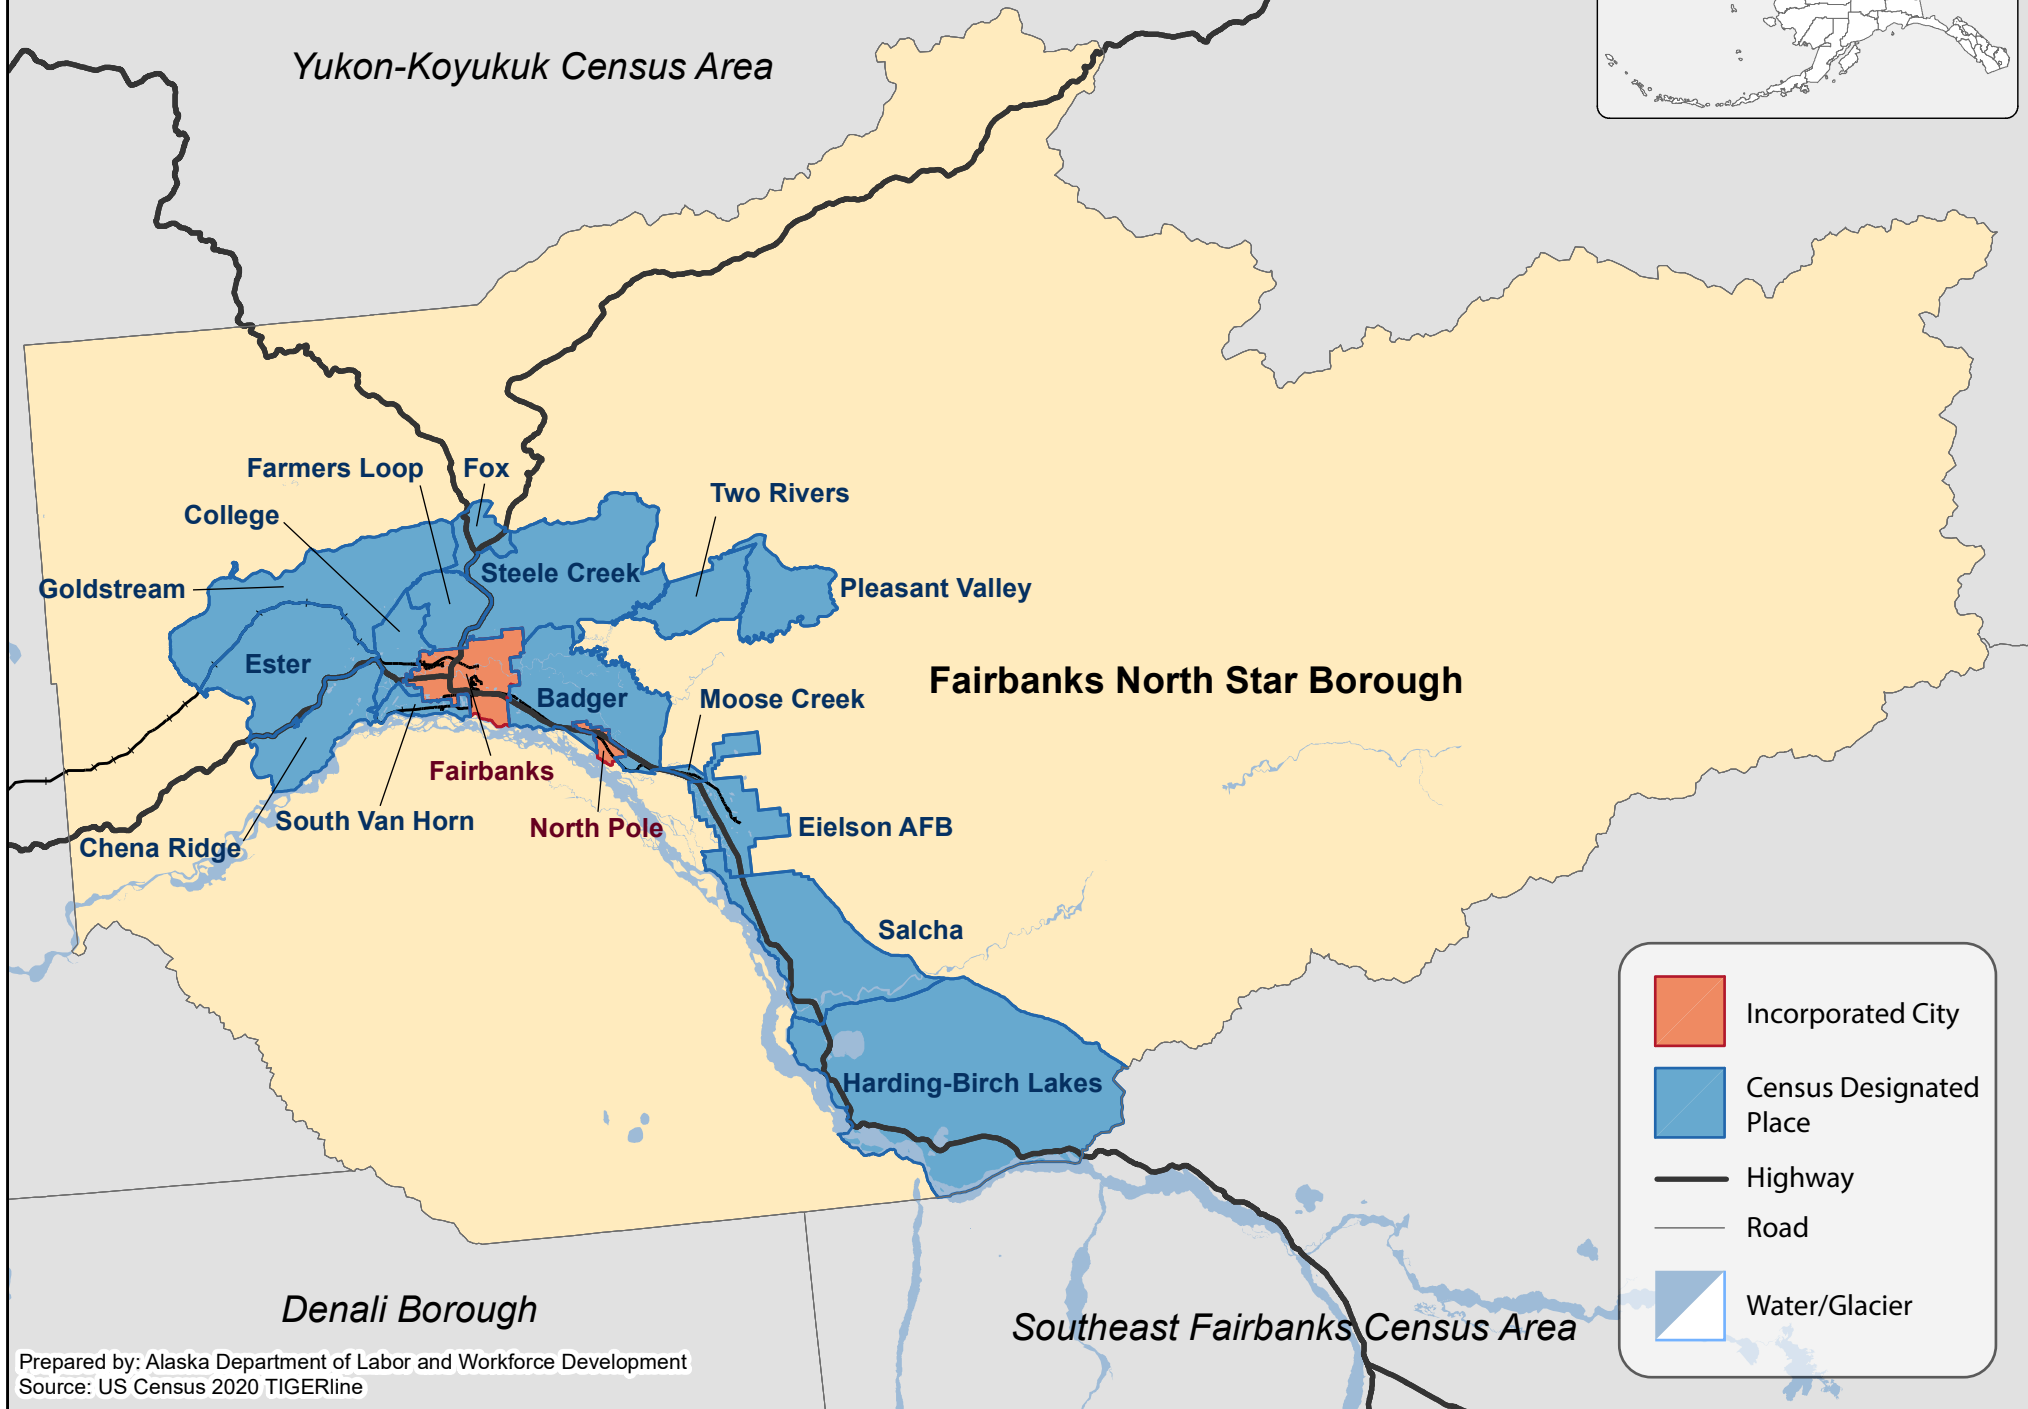 Yukon-Koyukuk Census Area
Farmers Loop
Fox
Two Rivers
College
Steele Creek
Goldstream
Pleasant Valley
Ester
Fairbanks North Star Borough
Badger
Moose Creek
Fairbanks
South Van Horn
North Pole
Eielson AFB
Chena Ridge
Salcha
Harding-Birch Lakes
Incorporated City
Census Designated
Place
Highway
Road
Water/Glacier
Denali Borough
Southeast Fairbanks Census Area
Prepared by: Alaska Department of Labor and Workforce Development
Source: US Census 2020 TIGERline